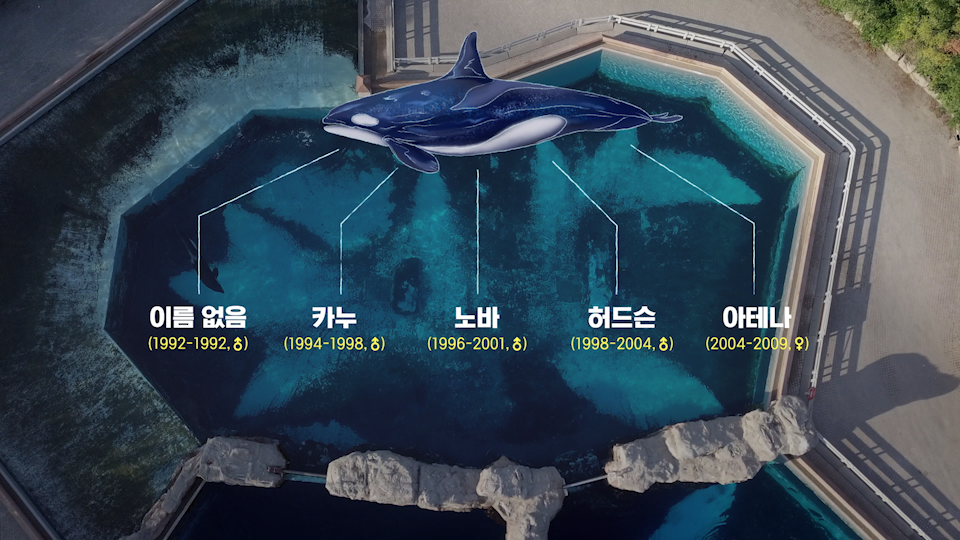 이름 없음
(1992-1992, ♂)
카누
(1994-1998, ♂)
노바
(1996-2001, ♂)
허드슨
(1998-2004, ♂)
아테나
(2004-2009, ♀)